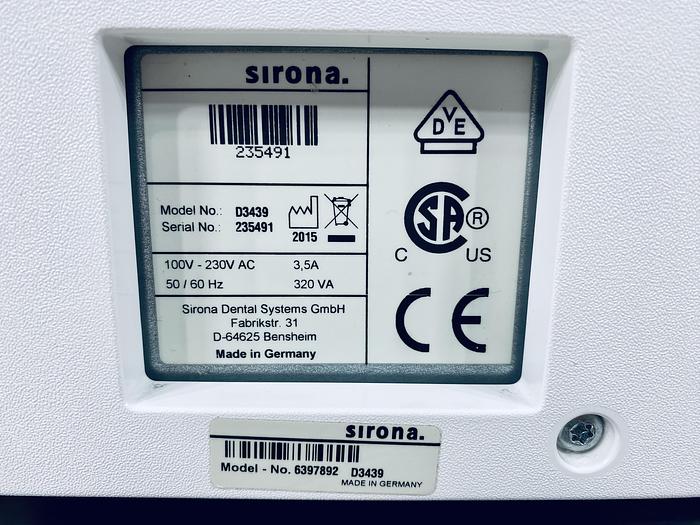 sirona.
235491
Model No.: D3439
Serial No.: 235491
2015
100V - 230V AC 3,5A
50 / 60 Hz 320 VA
Sirona Dental Systems GmbH
Fabrikstr. 31
D-64625 Bensheim
Made in Germany
DVE
SA ®
C US
CE
sirona.
Model - No. 6397892 D3439
MADE IN GERMANY